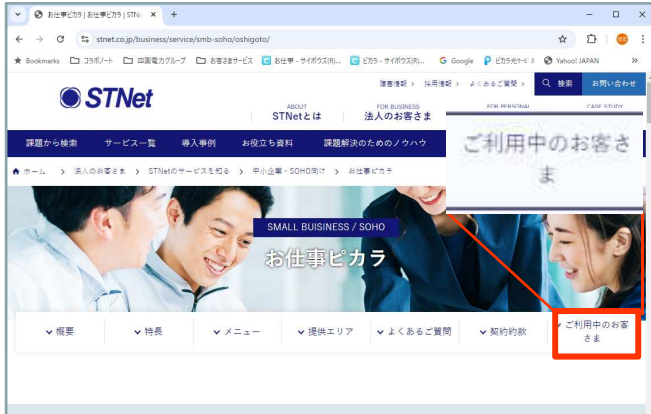 お仕事ピカラ|お仕事ピカラ|STNe
stnet.co.jp/business/service/smb-soho/oshigoto/
Bookmarks
コラボノート
四国電力グループ
お客さまサービス
お仕事 - サイボウズ(R)...
ピカラ - サイボウズ(R)...
Google
Yahoo! JAPAN
障害情報
採用情報
よくあるご質問
検索
お問い合わせ
STNet
ABOUT
STNetとは
FOR BUSINESS
法人のお客さま
FOR PERSONAL
CASE STUDY
課題から検索
サービス一覧
導入事例
お役立ち資料
課題解決のためのノウハウ
ご利用中のお客さ
ま
ホーム > 法人のお客さま > STNetのサービスを知る > 中小企業・SOHO向け > お仕事ピカラ
SMALL BUISINESS / SOHO
お仕事ピカラ
概要
特長
メニュー
提供エリア
よくあるご質問
契約約款
ご利用中のお客
さま